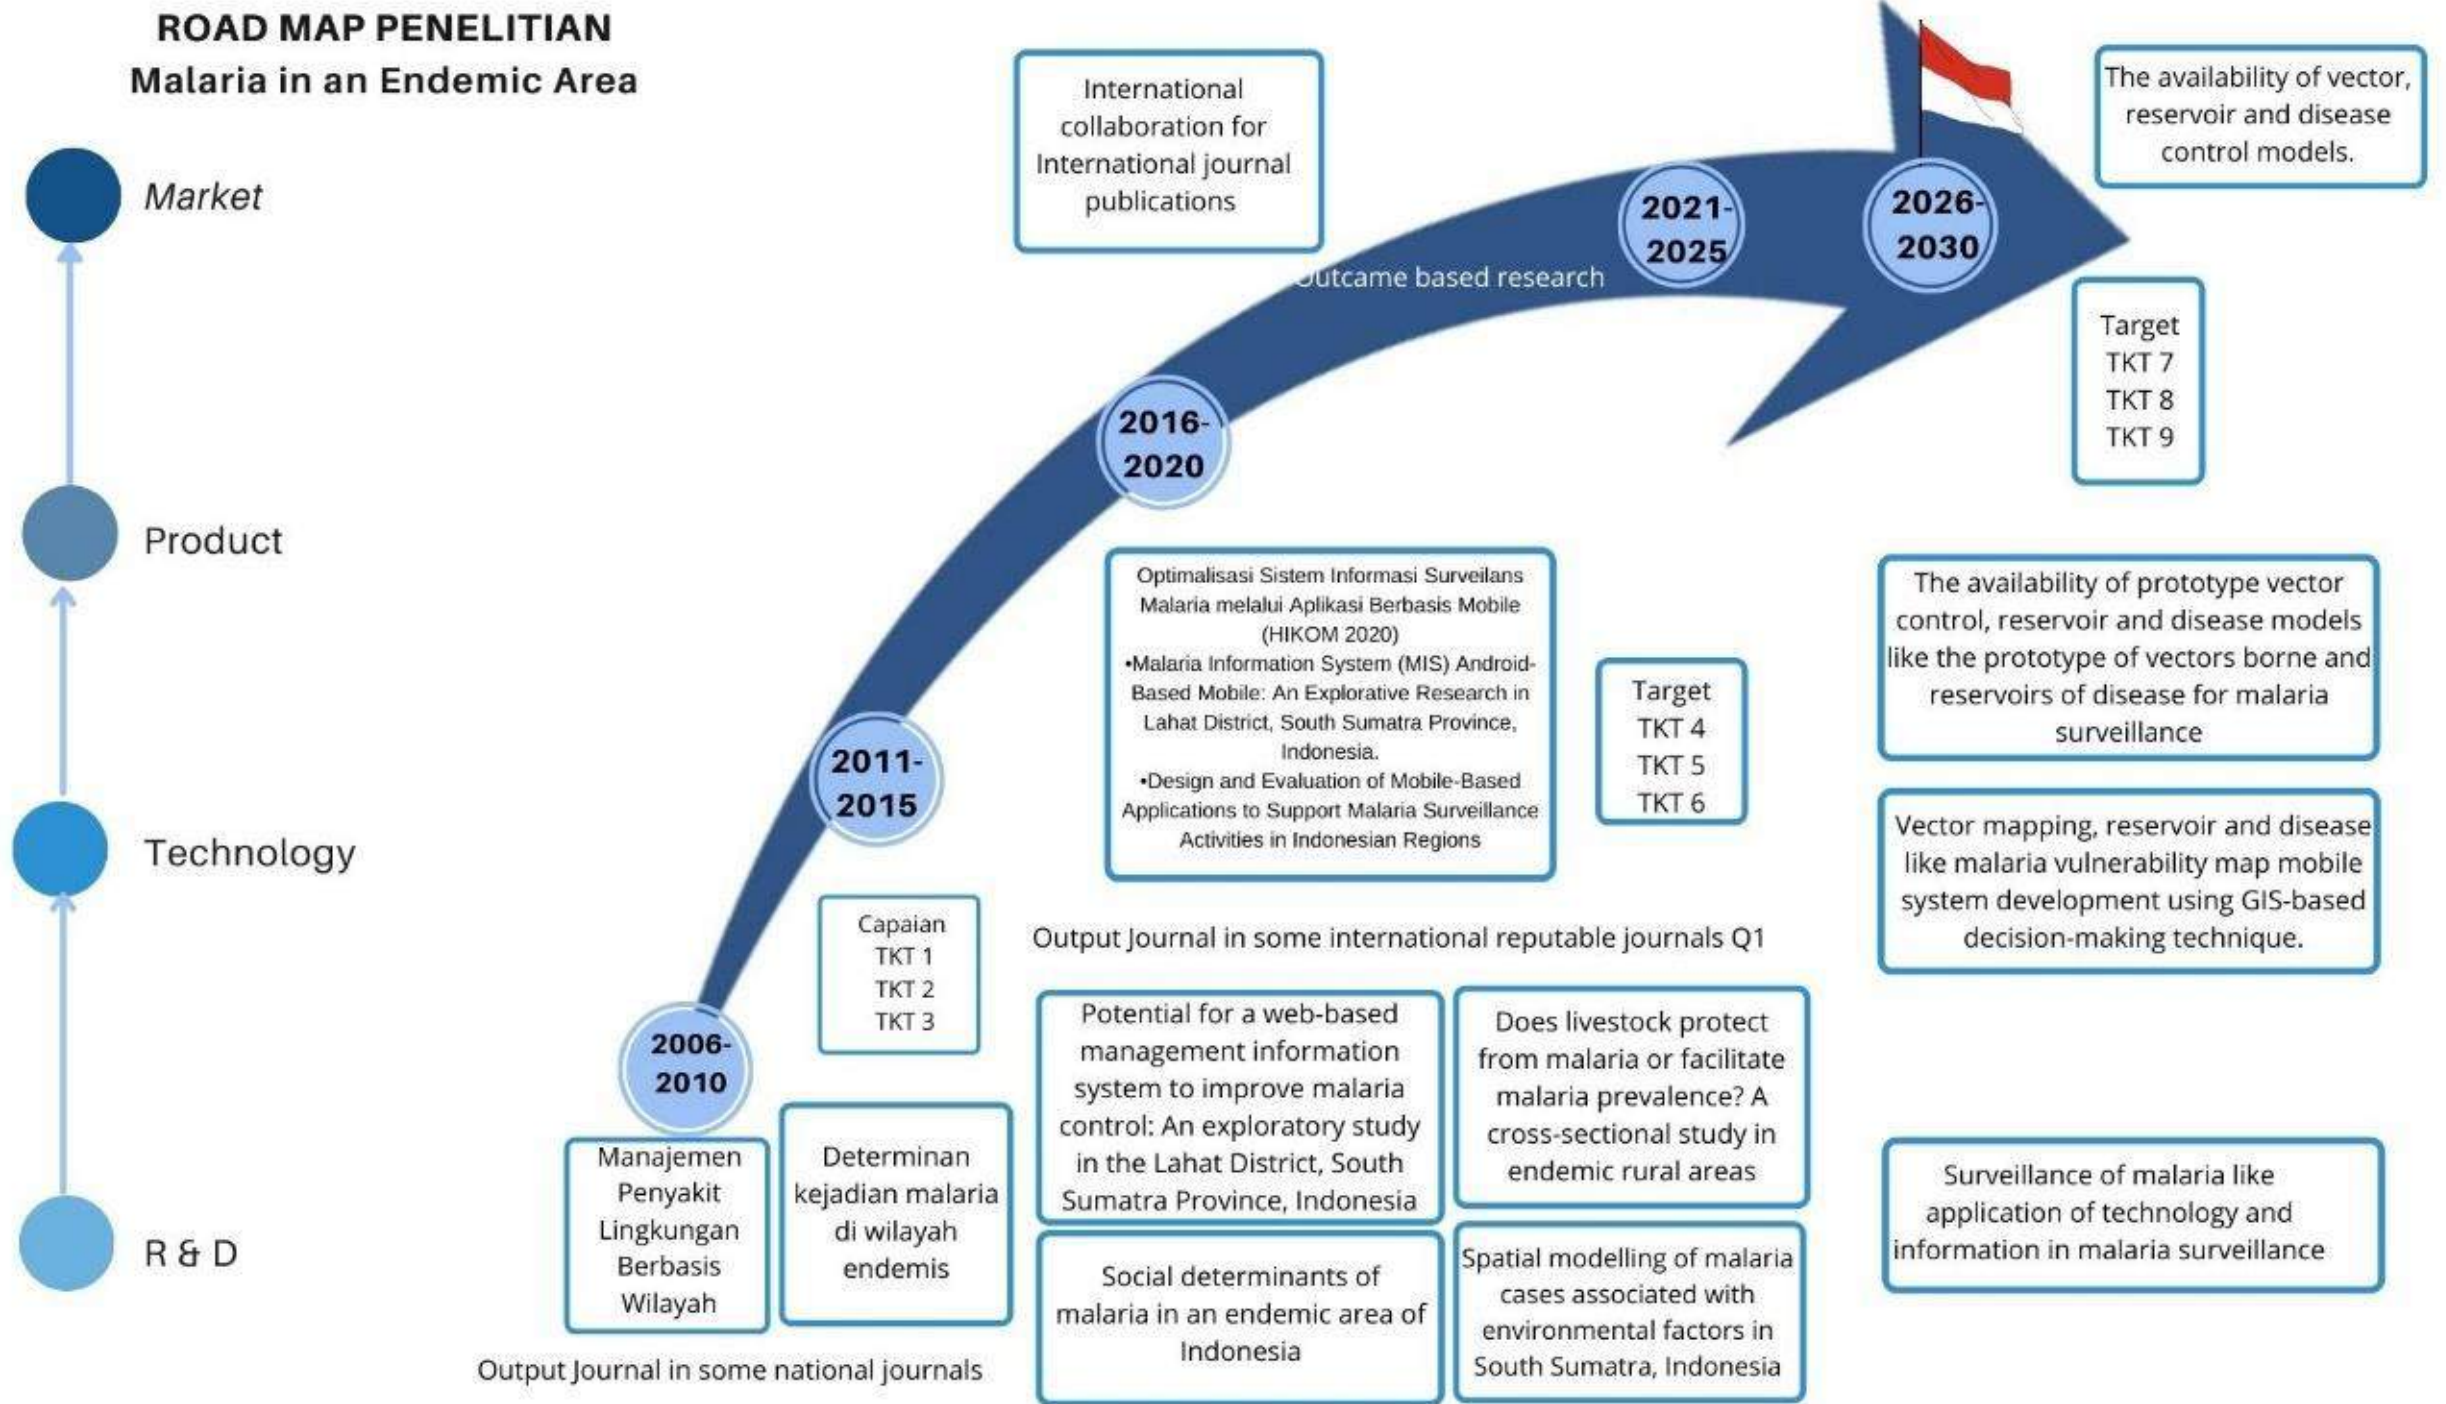 ROAD MAP PENELITIAN
Malaria in an Endemic Area
Market
Product
Technology
R & D
International
collaboration for
International journal
publications
The availability of vector,
reservoir and disease
control models.
2021-
2025
2026-
2030
Outcame based research
Target
TKT 7
TKT 8
TKT 9
2016-
2020
Optimalisasi Sistem Informasi Surveilans
Malaria melalui Aplikasi Berbasis Mobile
(HIKOM 2020)
•Malaria Information System (MIS) Android-
Based Mobile: An Explorative Research in
Lahat District, South Sumatra Province,
Indonesia.
•Design and Evaluation of Mobile-Based
Applications to Support Malaria Surveillance
Activities in Indonesian Regions
Target
TKT 4
TKT 5
TKT 6
The availability of prototype vector
control, reservoir and disease models
like the prototype of vectors borne and
reservoirs of disease for malaria
surveillance
2011-
2015
Vector mapping, reservoir and disease
like malaria vulnerability map mobile
system development using GIS-based
decision-making technique.
Capaian
TKT 1
TKT 2
TKT 3
Output Journal in some international reputable journals Q1
2006-
2010
Manajemen
Penyakit
Lingkungan
Berbasis
Wilayah
Determinan
kejadian malaria
di wilayah
endemis
Output Journal in some national journals
Potential for a web-based
management information
system to improve malaria
control: An exploratory study
in the Lahat District, South
Sumatra Province, Indonesia
Does livestock protect
from malaria or facilitate
malaria prevalence? A
cross-sectional study in
endemic rural areas
Social determinants of
malaria in an endemic area of
Indonesia
Spatial modelling of malaria
cases associated with
environmental factors in
South Sumatra, Indonesia
Surveillance of malaria like
application of technology and
information in malaria surveillance